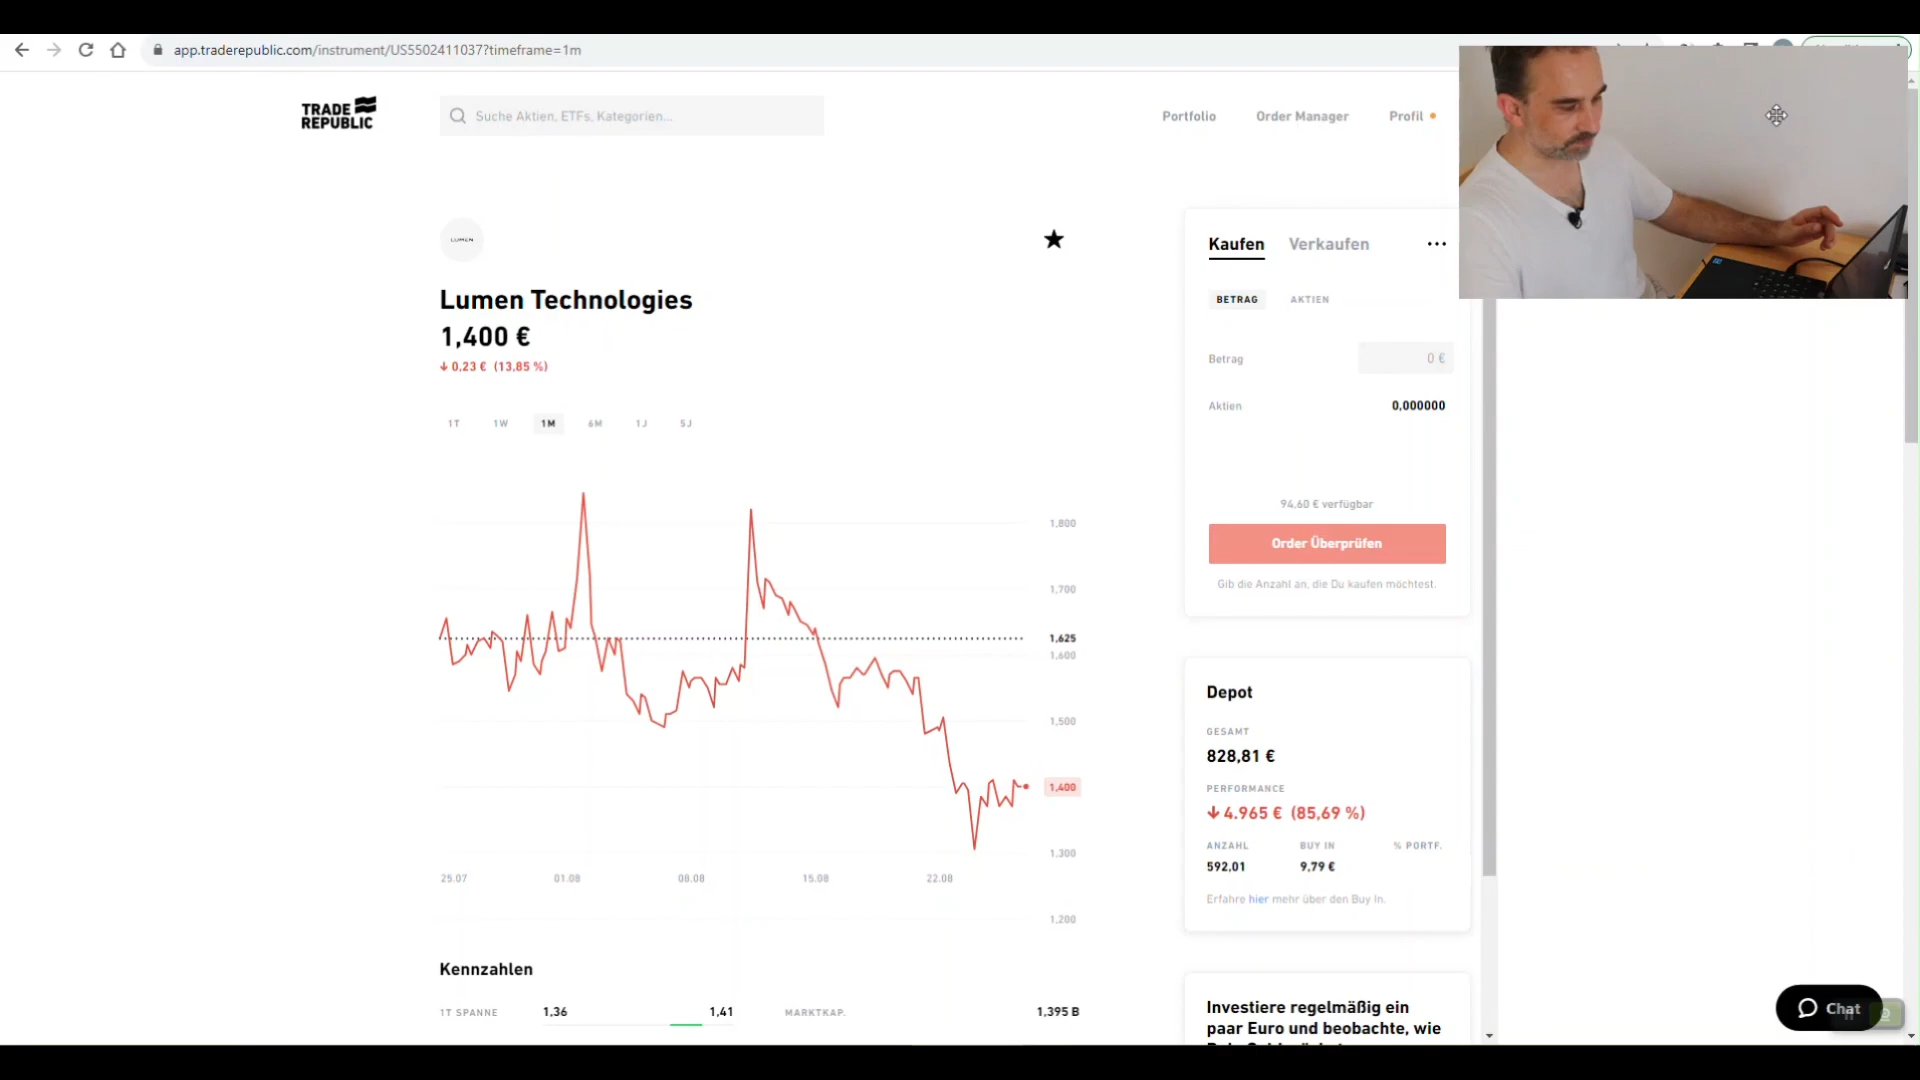 app.traderepublic.com/instrument/US5502411037?timeframe=1m
TRADE
REPUBLIC
Suche Aktien, ETFs, Kategorien...
Portfolio
Order Manager
Profil
LUMEN
Lumen Technologies
1,400 €
0,23 € (13,85 %)
1T 1W 1M 6M 1J 5J
1,800
1,700
1,625
1,600
1,500
1,400
1,300
1,200
25.07 01.08 08.08 15.08 22.08
Kennzahlen
1T SPANNE 1,36 1,41 MARKTKAP. 1,395 B
Kaufen Verkaufen
BETRAG AKTIEN
Betrag 0 €
Aktien 0,000000
94,60 € verfügbar
Order Überprüfen
Gib die Anzahl an, die Du kaufen möchtest.
Depot
GESAMT
828,81 €
PERFORMANCE
4.965 € (85,69 %)
ANZAHL BUY IN % PORTF.
592,01 9,79 €
Erfahre hier mehr über den Buy In.
Investiere regelmäßig ein
paar Euro und beobachte, wie
Chat